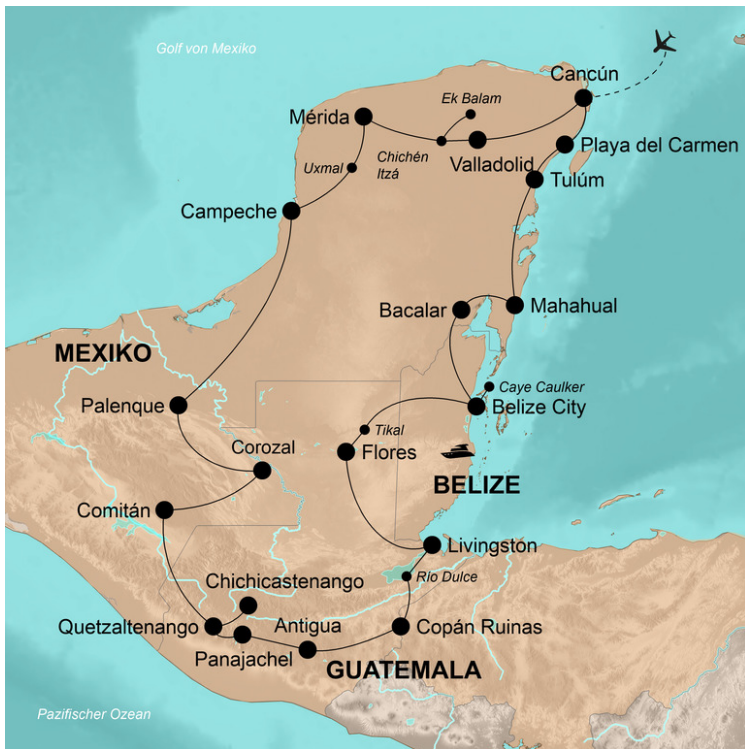 Golf von Mexiko
Cancún
Ek Balam
Mérida
Playa del Carmen
Chichén
Itzá
Valladolid
Uxmal
Tulúm
Campeche
Bacalar
Mahahual
MEXIKO
Caye Caulker
Palenque
Belize City
Tikal
Corozal
Flores
BELIZE
Comitán
Livingston
Río Dulce
Chichicastenango
Quetzaltenango
Antigua
Copán Ruinas
Panajachel
GUATEMALA
Pazifischer Ozean